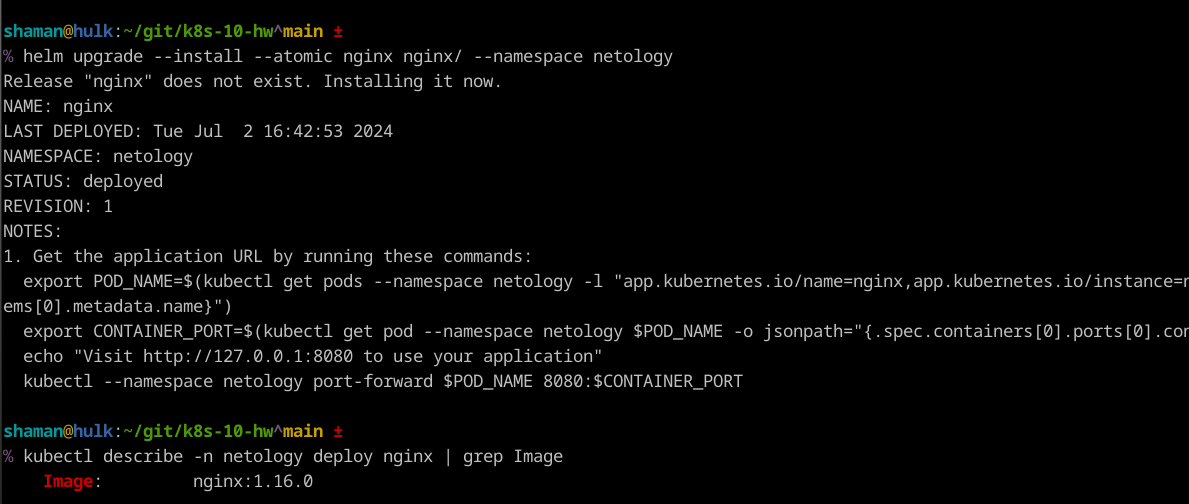 shaman@hulk:~/git/k8s-10-hw^main ±
% helm upgrade --install --atomic nginx nginx/ --namespace netology
Release "nginx" does not exist. Installing it now.
NAME: nginx
LAST DEPLOYED: Tue Jul  2 16:42:53 2024
NAMESPACE: netology
STATUS: deployed
REVISION: 1
NOTES:
1. Get the application URL by running these commands:
  export POD_NAME=$(kubectl get pods --namespace netology -l "app.kubernetes.io/name=nginx,app.kubernetes.io/instance=n
ems[0].metadata.name}")
  export CONTAINER_PORT=$(kubectl get pod --namespace netology $POD_NAME -o jsonpath="{.spec.containers[0].ports[0].con
  echo "Visit http://127.0.0.1:8080 to use your application"
  kubectl --namespace netology port-forward $POD_NAME 8080:$CONTAINER_PORT
shaman@hulk:~/git/k8s-10-hw^main ±
% kubectl describe -n netology deploy nginx | grep Image
    Image:         nginx:1.16.0